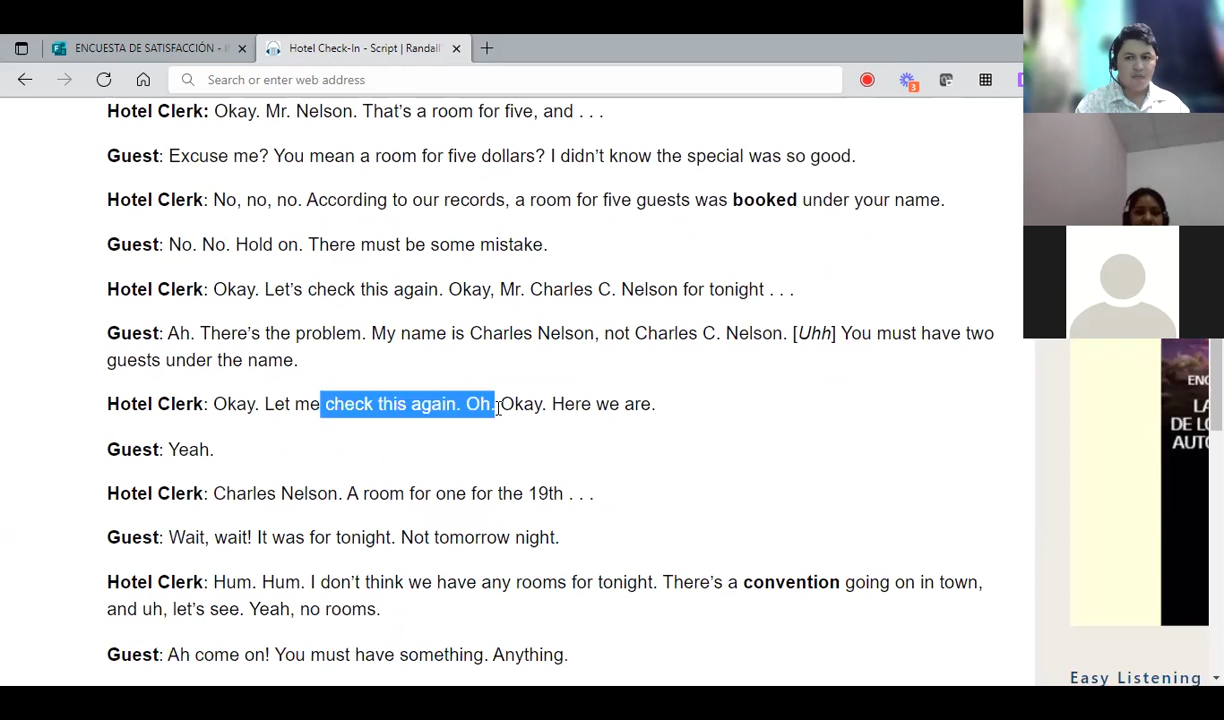 ENCUESTA DE SATISFACCIÓN - I
Hotel Check-In - Script | Randall'
Search or enter web address
3
Hotel Clerk: Okay. Mr. Nelson. That's a room for five, and . . .
Guest: Excuse me? You mean a room for five dollars? I didn't know the special was so good.
Hotel Clerk: No, no, no. According to our records, a room for five guests was booked under your name.
Guest: No. No. Hold on. There must be some mistake.
Hotel Clerk: Okay. Let's check this again. Okay, Mr. Charles C. Nelson for tonight . . .
Guest: Ah. There's the problem. My name is Charles Nelson, not Charles C. Nelson. [Uhh] You must have two
guests under the name.
Hotel Clerk: Okay. Let me check this again. Oh. Okay. Here we are.
Guest: Yeah.
Hotel Clerk: Charles Nelson. A room for one for the 19th . . .
Guest: Wait, wait! It was for tonight. Not tomorrow night.
Hotel Clerk: Hum. Hum. I don't think we have any rooms for tonight. There's a convention going on in town,
and uh, let's see. Yeah, no rooms.
Guest: Ah come on! You must have something. Anything.
ENC
LA
DE LO
AUTO
Easy Listening